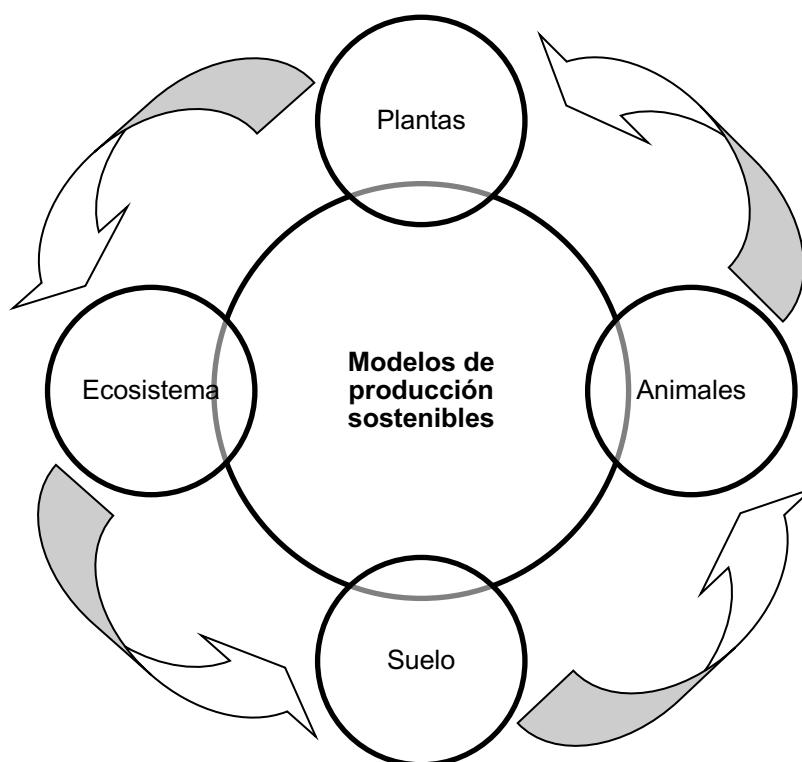 Plantas
Ecosistema
Modelos de
producción
sostenibles
Animales
Suelo